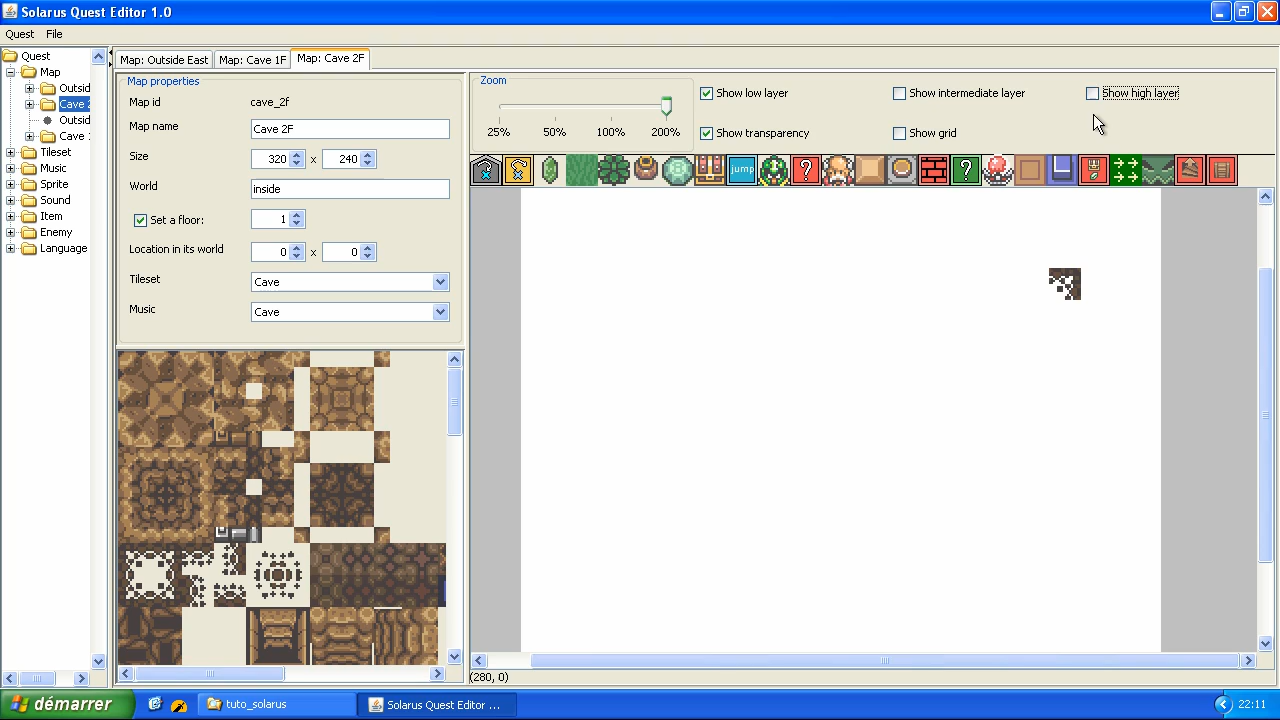 Solarus Quest Editor 1.0
Quest File
Quest
Map
Outsid
Cave 2
Outsid
Cave
Tileset
Music
Sprite
Sound
Item
Enemy
Language
Map: Outside East Map: Cave 1F Map: Cave 2F
Map properties
Map id cave_2f
Map name Cave 2F
Size 320 x 240
World inside
Set a floor: 1
Location in its world 0 x 0
Tileset Cave
Music Cave
Zoom
25% 50% 100% 200%
Show low layer Show intermediate layer Show high layer
Show transparency Show grid
jump ? ?
(280, 0)
démarrer tuto_solarus Solarus Quest Editor ... 22:11